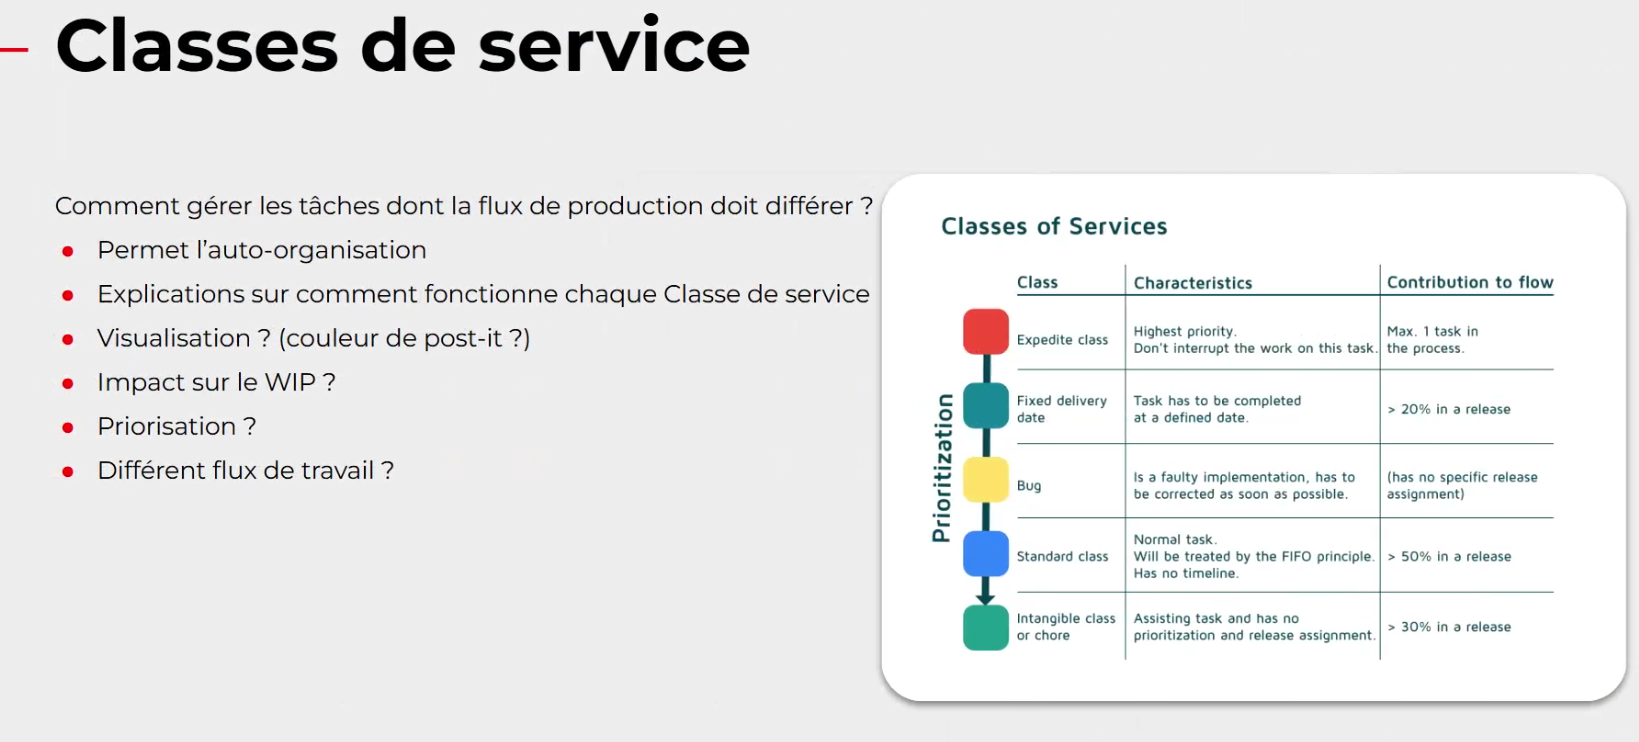 Classes de service
Comment gérer les tâches dont la flux de production doit différer ?
Permet l'auto-organisation
Explications sur comment fonctionne chaque Classe de service
Visualisation ? (couleur de post-it ?)
Impact sur le WIP ?
Priorisation ?
Différent flux de travail ?
Classes of Services
Class Characteristics Contribution to flow
Prioritization
Expedite class
Highest priority.
Don't interrupt the work on this task.
Max. 1 task in
the process.
Fixed delivery
date
Task has to be completed
at a defined date.
> 20% in a release
Bug
Is a faulty implementation, has to
be corrected as soon as possible.
(has no specific release
assignment)
Standard class
Normal task.
Will be treated by the FIFO principle.
Has no timeline.
> 50% in a release
Intangible class
or chore
Assisting task and has no
prioritization and release assignment.
> 30% in a release